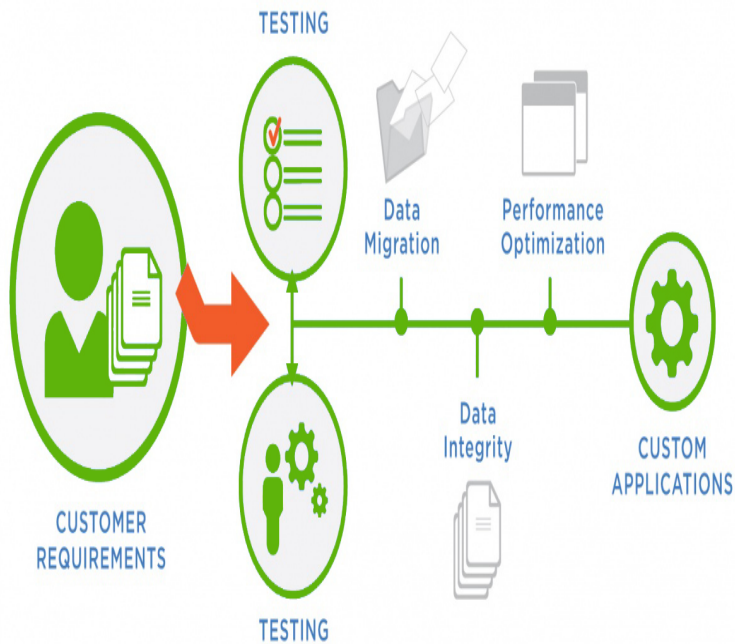 TESTING
Data
Migration
Performance
Optimization
CUSTOMER
REQUIREMENTS
Data
Integrity
CUSTOM
APPLICATIONS
TESTING